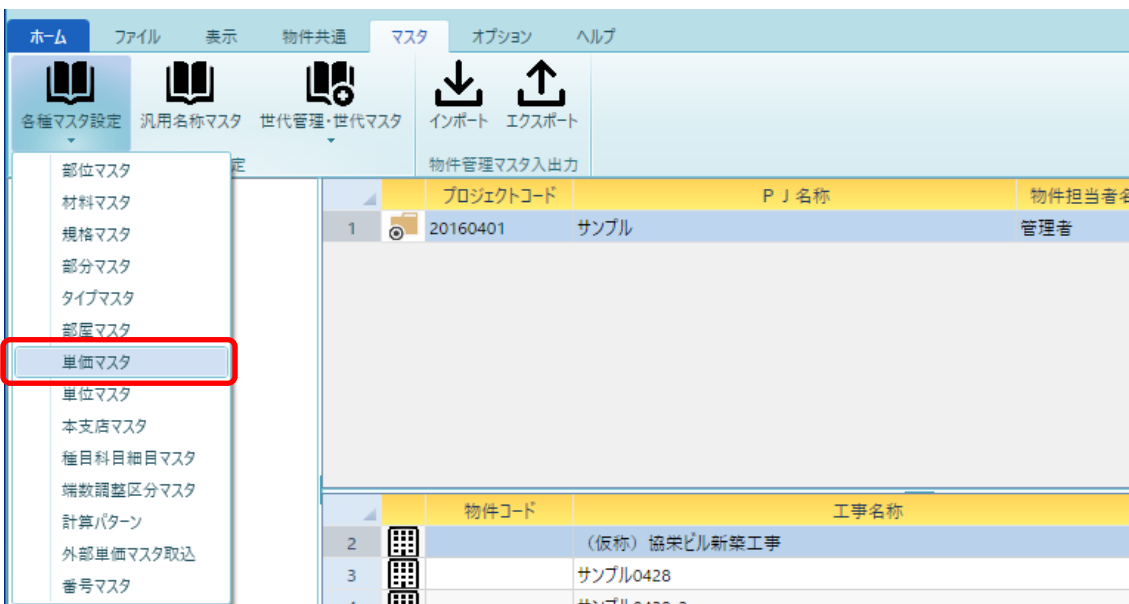 ホーム ファイル 表示 物件共通 マスタ オプション ヘルプ
各種マスタ設定 汎用名称マスタ 世代管理・世代マスタ インポート エクスポート
定 物件管理マスタ入出力
部位マスタ
材料マスタ
規格マスタ
部分マスタ
タイプマスタ
部屋マスタ
単価マスタ
単位マスタ
本支店マスタ
種目科目細目マスタ
端数調整区分マスタ
計算パターン
外部単価マスタ取込
番号マスタ
プロジェクトコード ＰＪ名称 物件担当者名
1 20160401 サンプル 管理者
物件コード 工事名称
2 （仮称）協栄ビル新築工事
3 サンプル0428